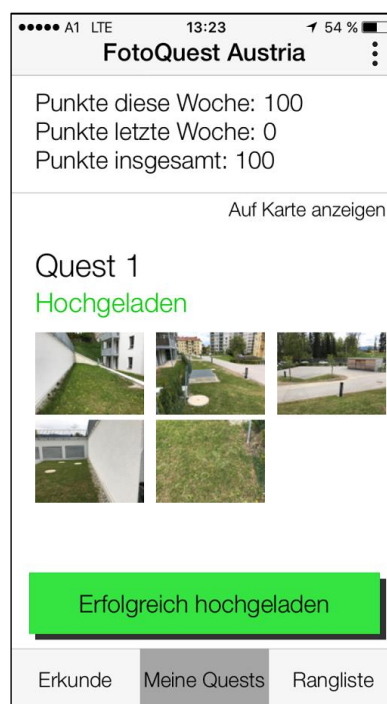 A1 LTE 13:23 54 %
FotoQuest Austria
Punkte diese Woche: 100
Punkte letzte Woche: 0
Punkte insgesamt: 100
Auf Karte anzeigen
Quest 1
Hochgeladen
Erfolgreich hochgeladen
Erkunde Meine Quests Rangliste